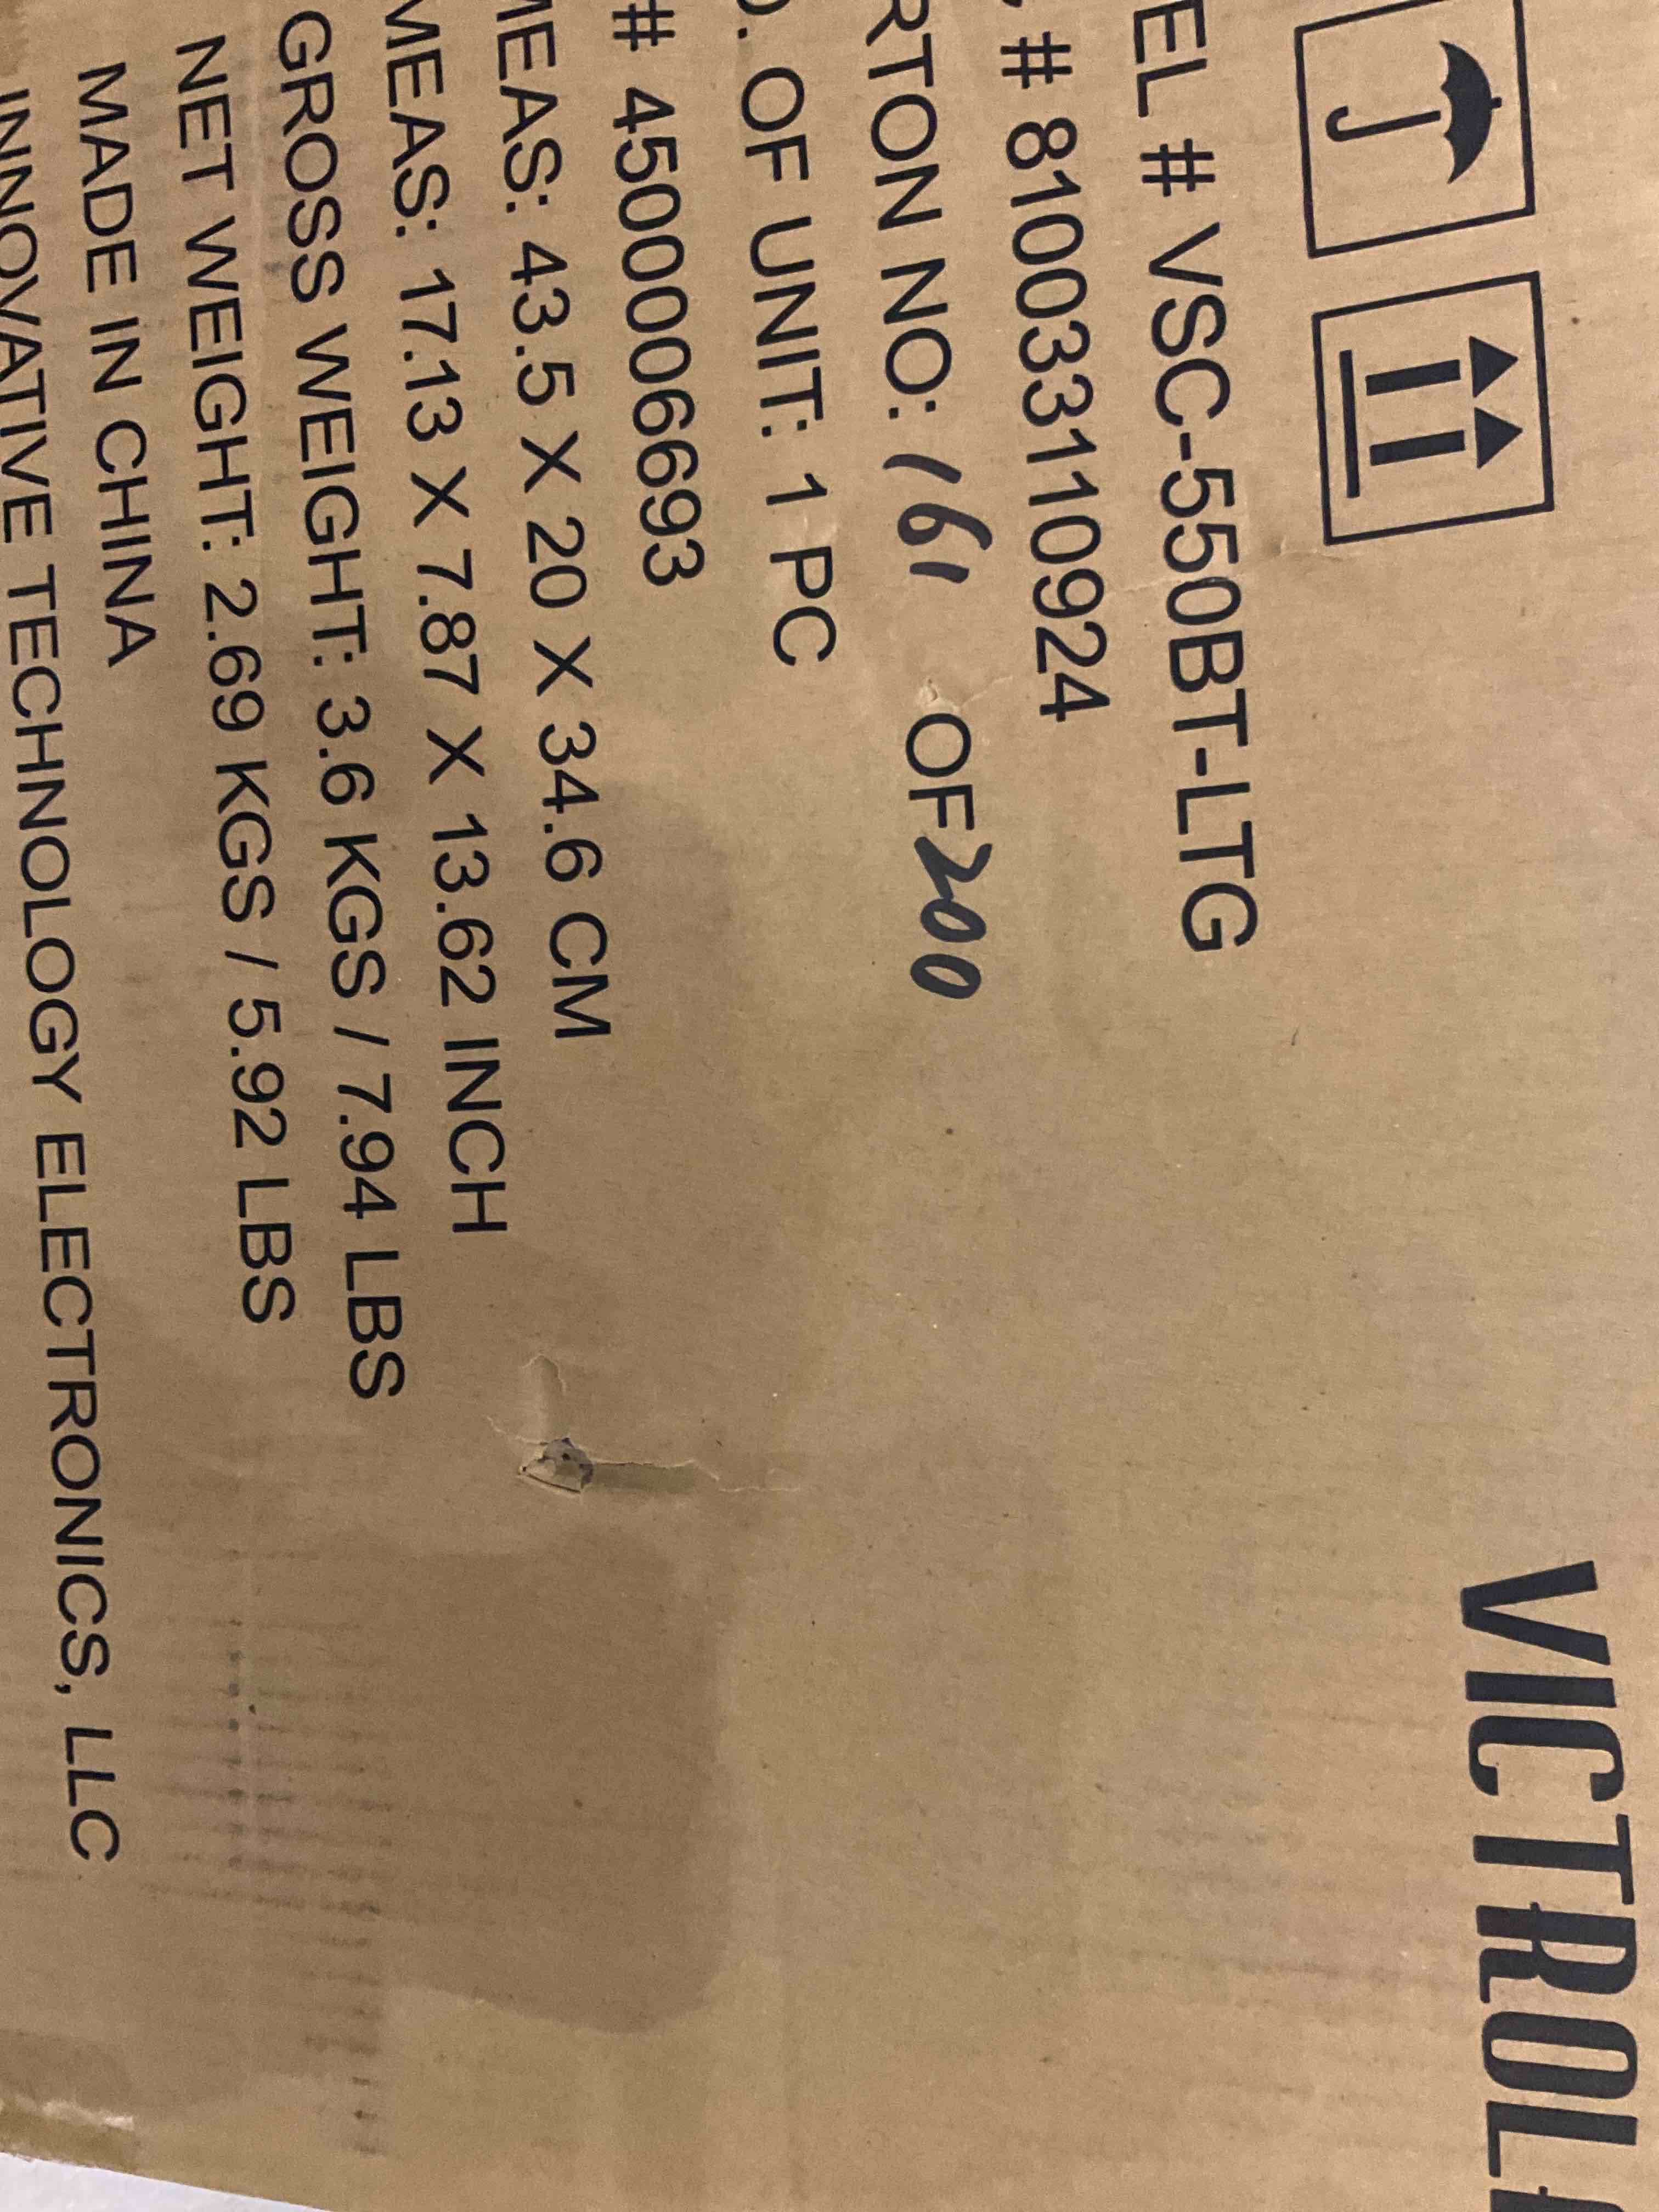 VICTROL
EL # VSC-550BT-LTG
# 810033110924
RTON NO: 161 OF 200
. OF UNIT: 1 PC
# 4500006693
MEAS: 43.5 X 20 X 34.6 CM
MEAS: 17.13 X 7.87 X 13.62 INCH
GROSS WEIGHT: 3.6 KGS / 7.94 LBS
NET WEIGHT: 2.69 KGS / 5.92 LBS
MADE IN CHINA
INNOVATIVE TECHNOLOGY ELECTRONICS, LLC